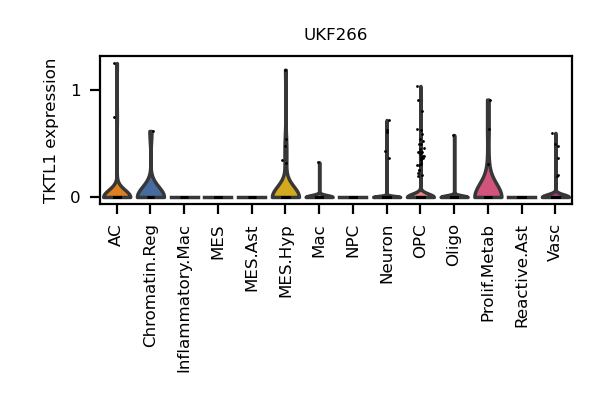 UKF266
TKTL1 expression
1
0
AC
Chromatin.Reg
Inflammatory.Mac
MES
MES.Ast
MES.Hyp
Mac
NPC
Neuron
OPC
Oligo
Prolif.Metab
Reactive.Ast
Vasc